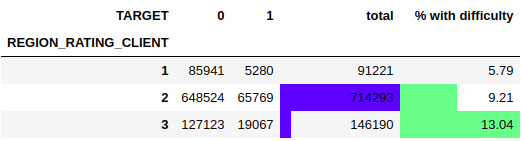 TARGET 0 1 total % with difficulty
REGION_RATING_CLIENT
1 85941 5280 91221 5.79
2 648524 65769 714293 9.21
3 127123 19067 146190 13.04